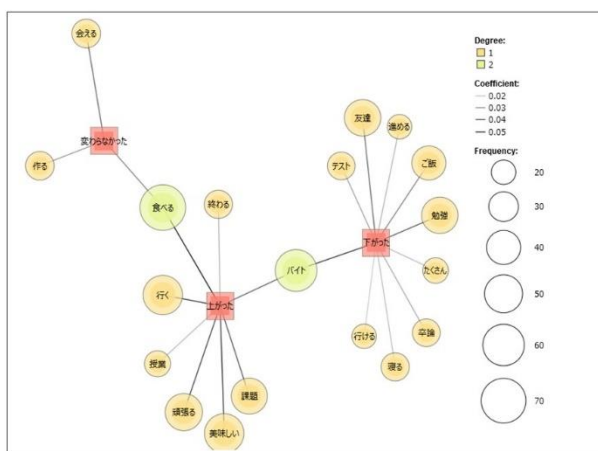 会える
変わらなかった
作る
食べる
終わる
行く
上がった
授業
頑張る
美味しい
課題
バイト
友達
進める
テスト
ご飯
勉強
下がった
たくさん
行ける
卒論
寝る
Degree:
1
2
Coefficient:
0.02
0.03
0.04
0.05
Frequency:
20
30
40
50
60
70